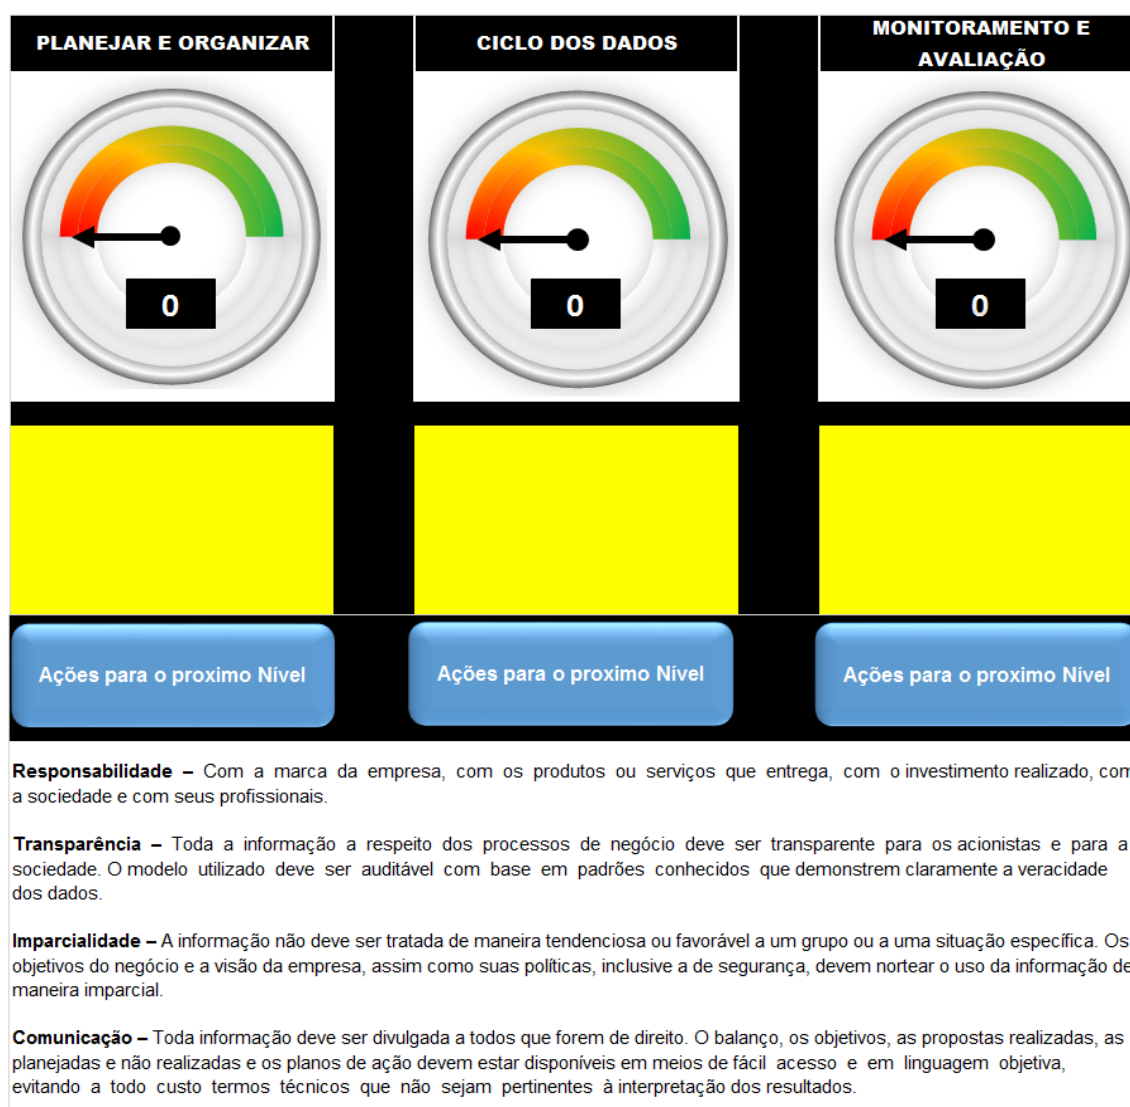 PLANEJAR E ORGANIZAR
CICLO DOS DADOS
MONITORAMENTO E
AVALIAÇÃO
0
0
0
Ações para o proximo Nível
Ações para o proximo Nível
Ações para o proximo Nível
Responsabilidade – Com a marca da empresa, com os produtos ou serviços que entrega, com o investimento realizado, com
a sociedade e com seus profissionais.
Transparência – Toda a informação a respeito dos processos de negócio deve ser transparente para os acionistas e para a
sociedade. O modelo utilizado deve ser auditável com base em padrões conhecidos que demonstrem claramente a veracidade
dos dados.
Imparcialidade – A informação não deve ser tratada de maneira tendenciosa ou favorável a um grupo ou a uma situação específica. Os
objetivos do negócio e a visão da empresa, assim como suas políticas, inclusive a de segurança, devem nortear o uso da informação de
maneira imparcial.
Comunicação – Toda informação deve ser divulgada a todos que forem de direito. O balanço, os objetivos, as propostas realizadas, as
planejadas e não realizadas e os planos de ação devem estar disponíveis em meios de fácil acesso e em linguagem objetiva,
evitando a todo custo termos técnicos que não sejam pertinentes à interpretação dos resultados.